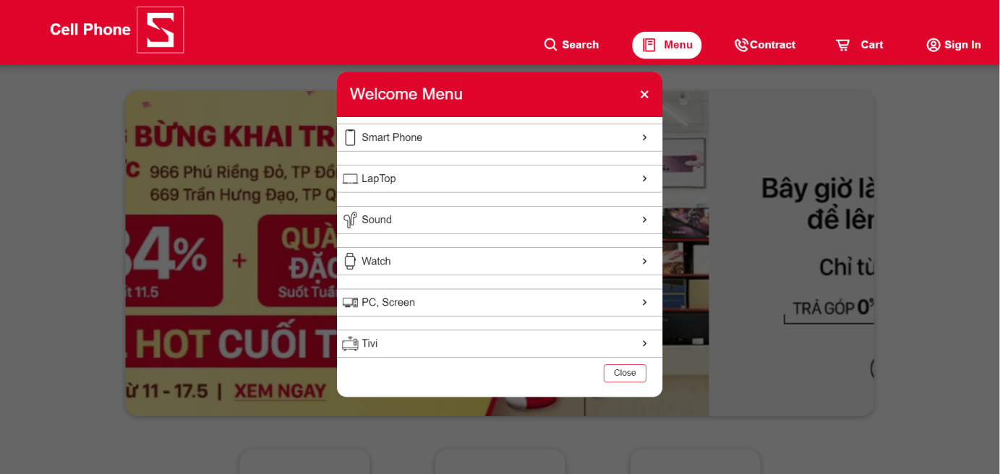 Cell Phone S
Search
Menu
Contract
Cart
Sign In
Welcome Menu
Smart Phone
LapTop
Sound
Watch
PC, Screen
Tivi
Close
BỪNG KHAI TR
966 Phú Riềng Đỏ, TP Đồ
669 Trần Hưng Đạo, TP Q
4%
+
QUÀ
ĐẶC
11.5
Suốt Tuầ
HOT CUỐI T
11 - 17.5 | XEM NGAY
Bây giờ là
để lên
Chỉ từ
TRẢ GÓP 0%